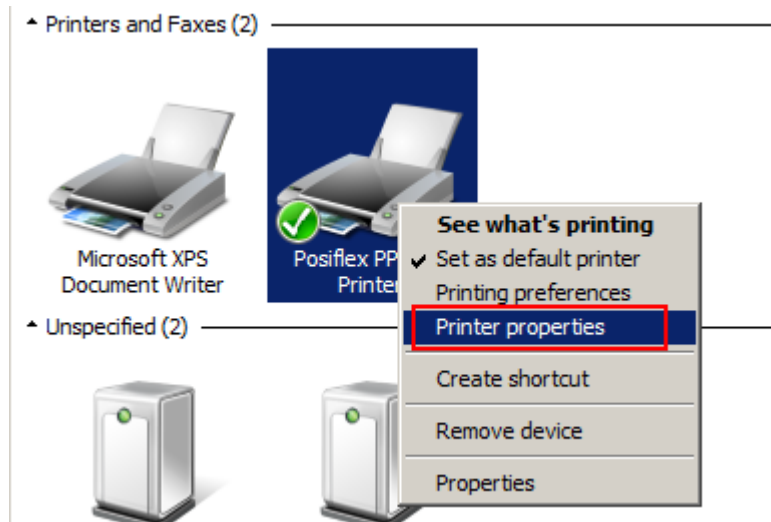 Printers and Faxes (2)
Microsoft XPS
Document Writer
Posiflex PP
Printer
See what's printing
Set as default printer
Printing preferences
Printer properties
Create shortcut
Remove device
Properties
Unspecified (2)